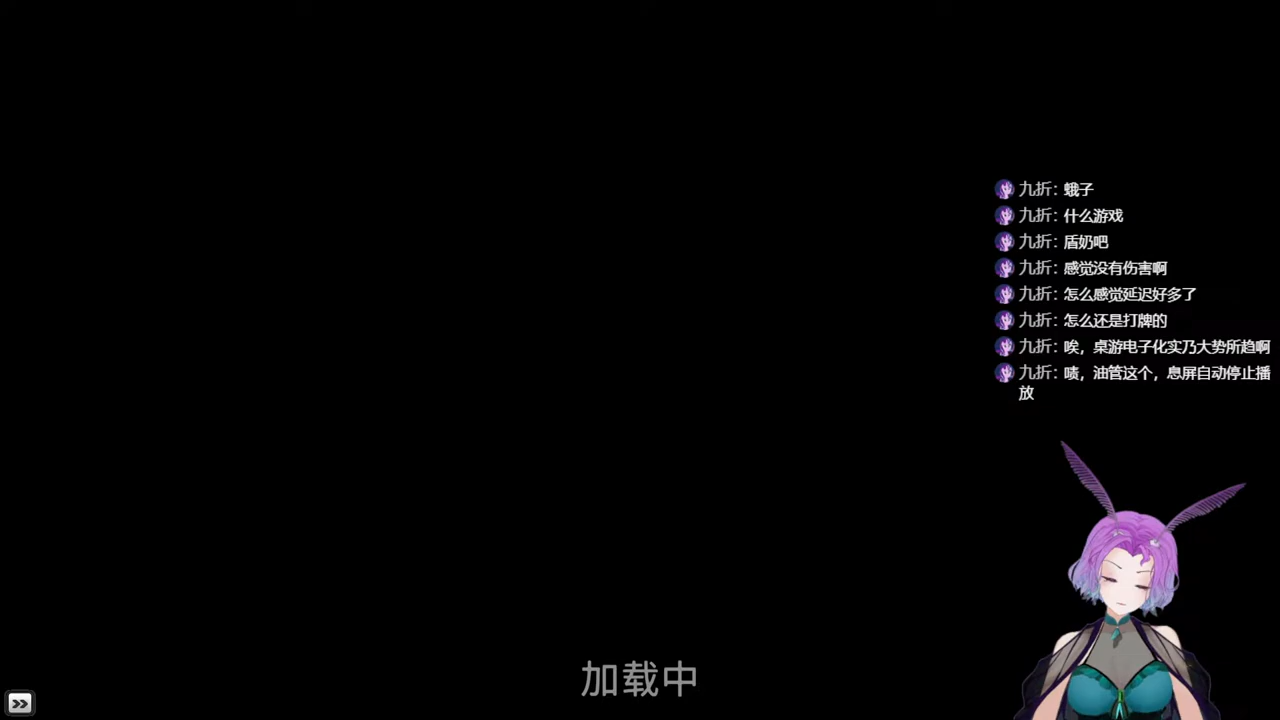 九折：蛾子
九折：什么游戏
九折：盾奶吧
九折：感觉没有伤害啊
九折：怎么感觉延迟好多了
九折：怎么还是打牌的
九折：唉，桌游电子化实乃大势所趋啊
九折：啧，油管这个，息屏自动停止播
放
加载中